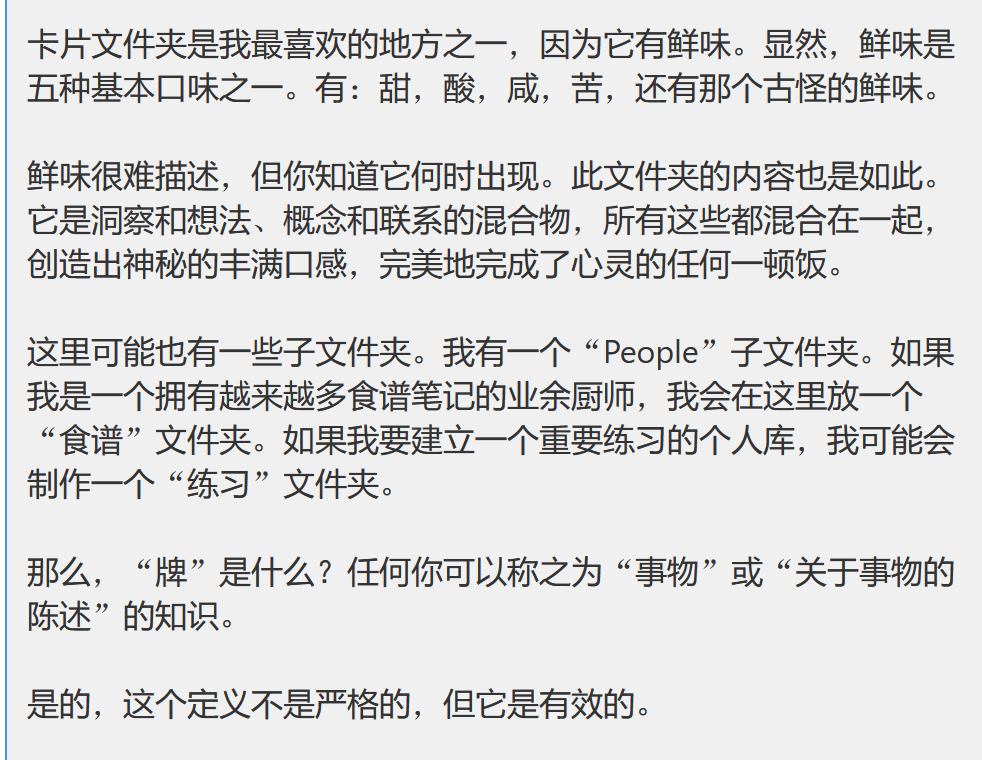 卡片文件夹是我最喜欢的地方之一，因为它有鲜味。显然，鲜味是
五种基本口味之一。有：甜，酸，咸，苦，还有那个古怪的鲜味。
鲜味很难描述，但你知道它何时出现。此文件夹的内容也是如此。
它是洞察和想法、概念和联系的混合物，所有这些都混合在一起，
创造出神秘的丰满口感，完美地完成了心灵的任何一顿饭。
这里可能也有一些子文件夹。我有一个“People”子文件夹。如果
我是一个拥有越来越多食谱笔记的业余厨师，我会在这里放一个
“食谱”文件夹。如果我要建立一个重要练习的个人库，我可能会
制作一个“练习”文件夹。
那么，“牌”是什么？任何你可以称之为“事物”或“关于事物的
陈述”的知识。
是的，这个定义不是严格的，但它是有效的。